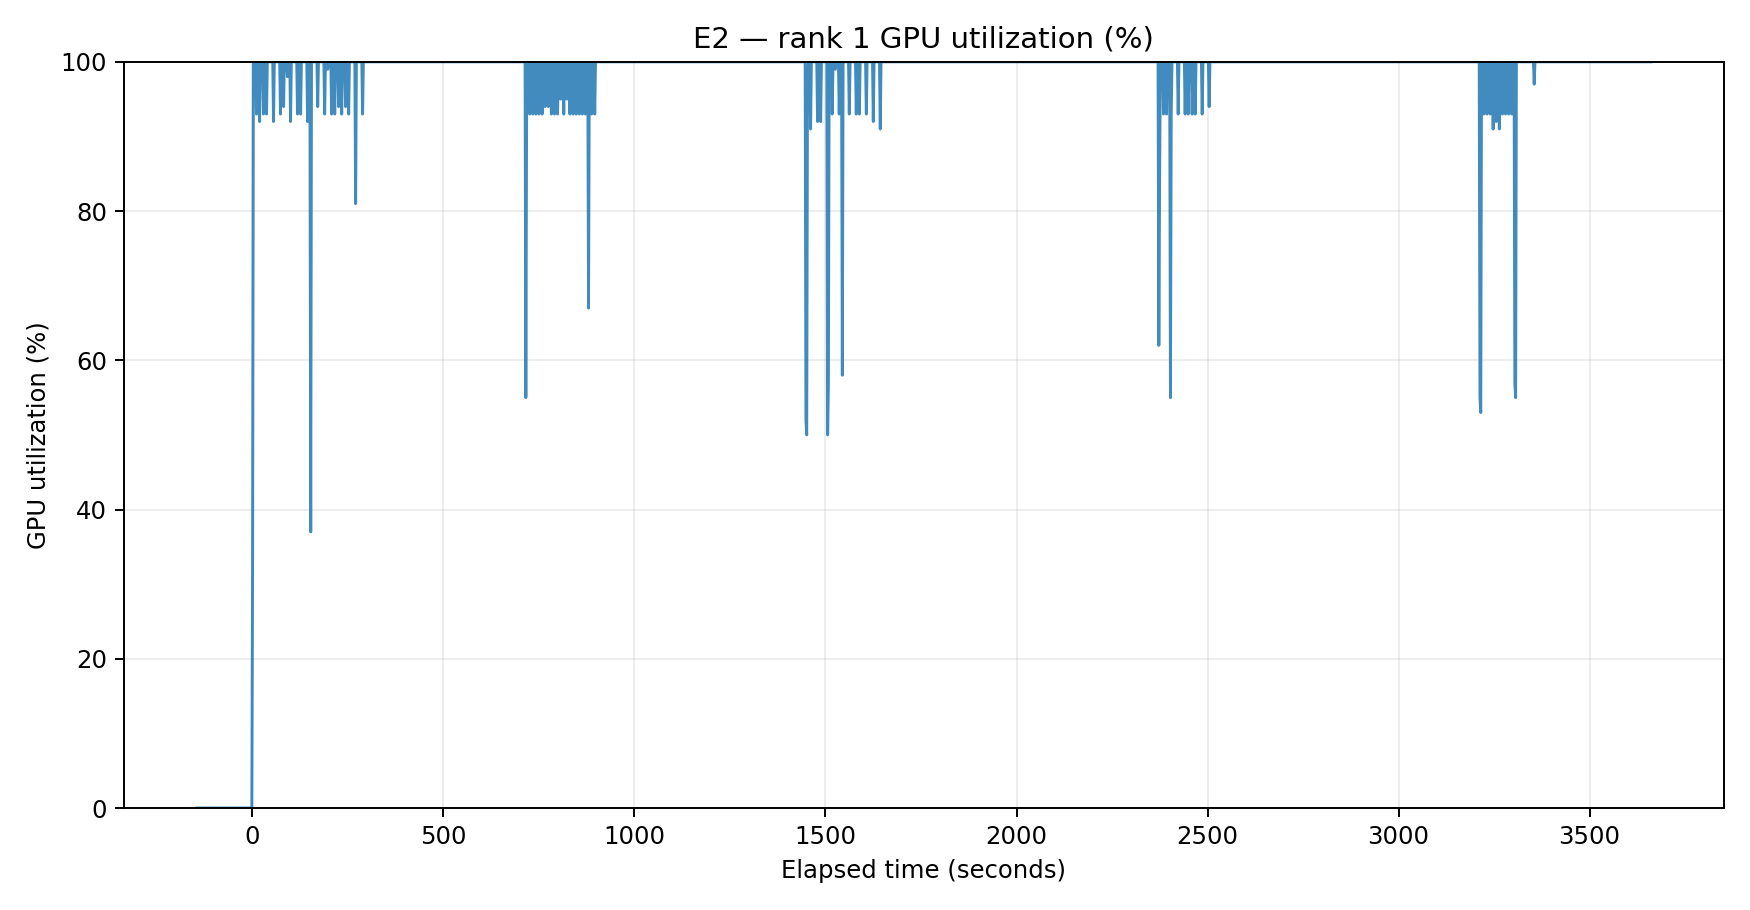 E2 — rank 1 GPU utilization (%)
100
80
60
40
20
0
GPU utilization (%)
0 500 1000 1500 2000 2500 3000 3500
Elapsed time (seconds)